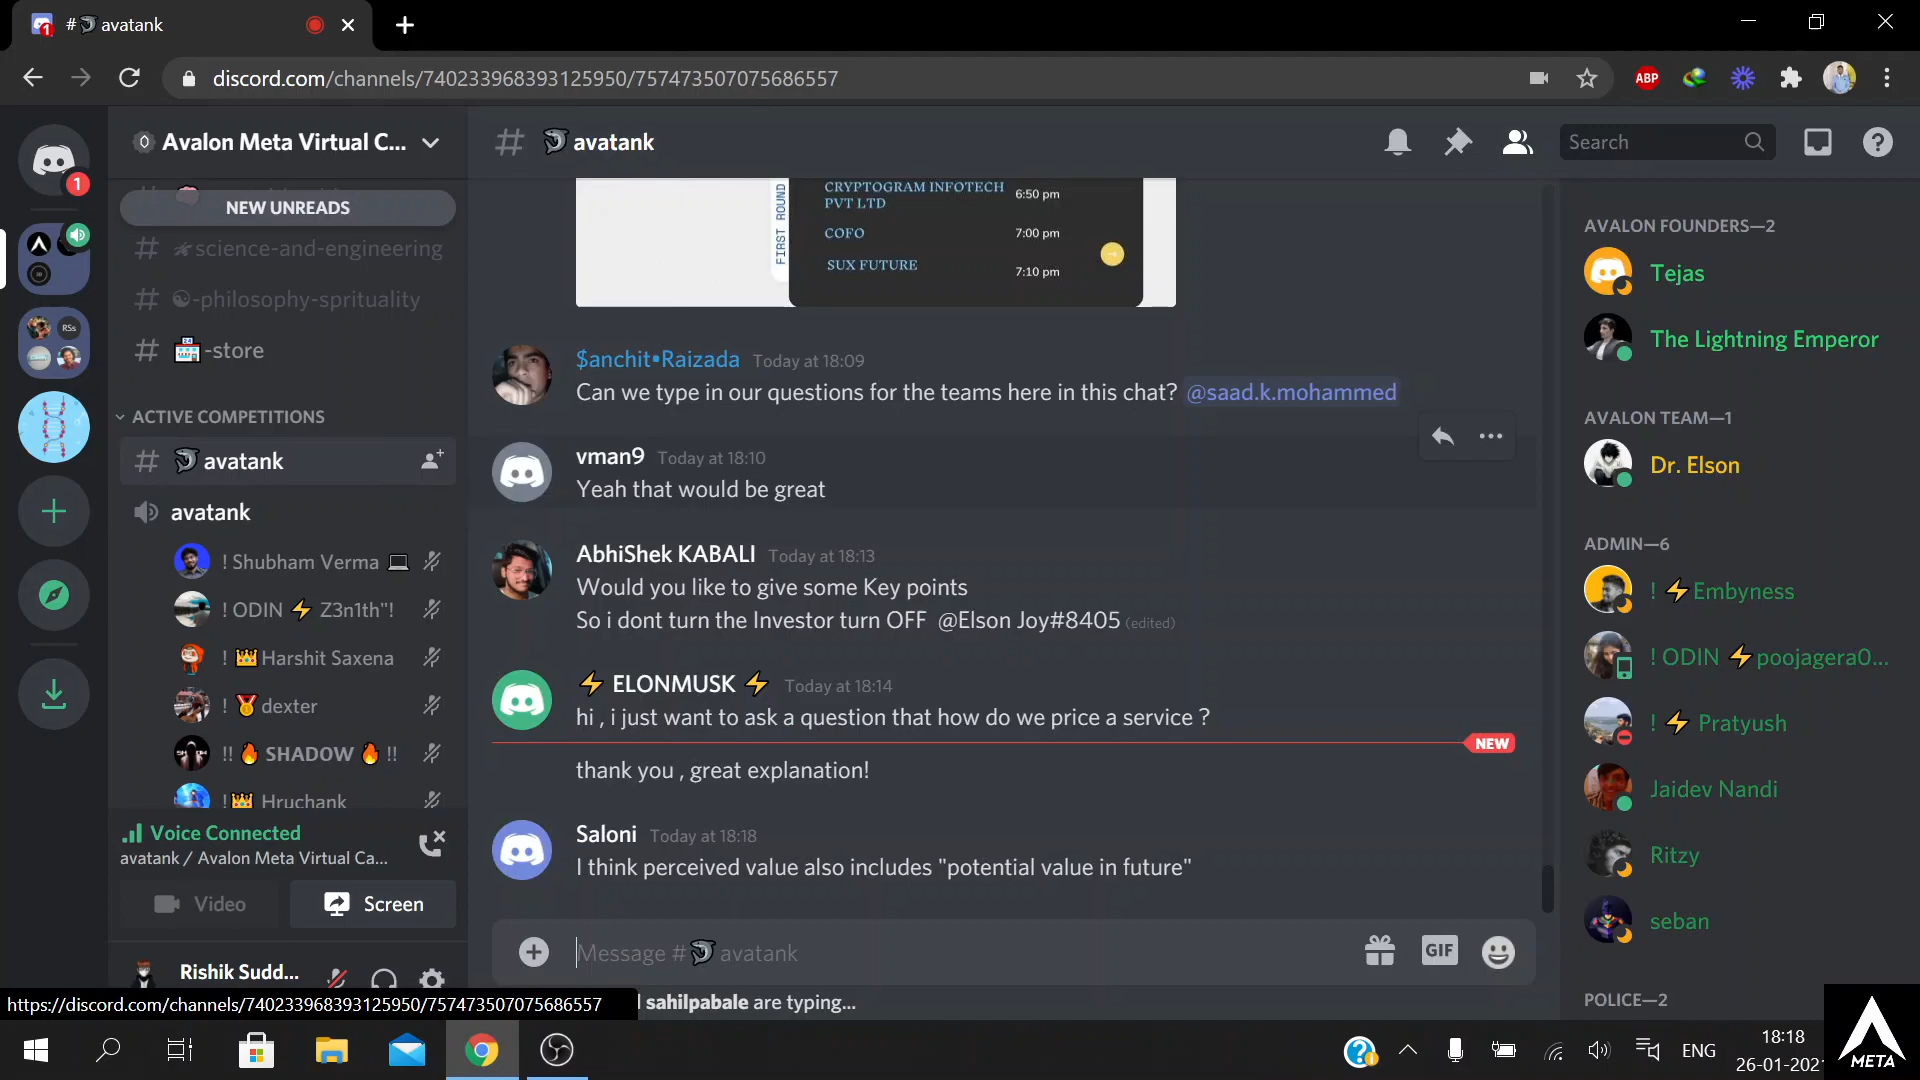 # avatank
discord.com/channels/740233968393125950/757473507075686557
ABP
Avalon Meta Virtual C...
NEW UNREADS
science-and-engineering
-philosophy-sprituality
-store
ACTIVE COMPETITIONS
avatank
avatank
! Shubham Verma
! ODIN ⚡ Z3n1th"!
! 👑Harshit Saxena
! 🏅dexter
!! 🔥 SHADOW 🔥 !!
!👑 Hruchank
Voice Connected
avatank / Avalon Meta Virtual Ca...
Video
Screen
Rishik Sudd...
https://discord.com/channels/740233968393125950/757473507075686557
RSs
1
1
# avatank
Search
FIRST ROUND
CRYPTOGRAM INFOTECH PVT LTD
6:50 pm
COFO
7:00 pm
SUX FUTURE
7:10 pm
$anchit•Raizada Today at 18:09
Can we type in our questions for the teams here in this chat? @saad.k.mohammed
vman9 Today at 18:10
Yeah that would be great
AbhiShek KABALI Today at 18:13
Would you like to give some Key points
So i dont turn the Investor turn OFF @Elson Joy#8405 (edited)
⚡ ELONMUSK ⚡ Today at 18:14
hi , i just want to ask a question that how do we price a service ?
NEW
thank you , great explanation!
Saloni Today at 18:18
I think perceived value also includes "potential value in future"
Message # avatank
GIF
sahilpabale are typing...
AVALON FOUNDERS—2
Tejas
The Lightning Emperor
AVALON TEAM—1
Dr. Elson
ADMIN—6
! ⚡Embyness
! ODIN ⚡poojagera0...
! ⚡ Pratyush
Jaidev Nandi
Ritzy
seban
POLICE—2
ENG
18:18
26-01-202
META